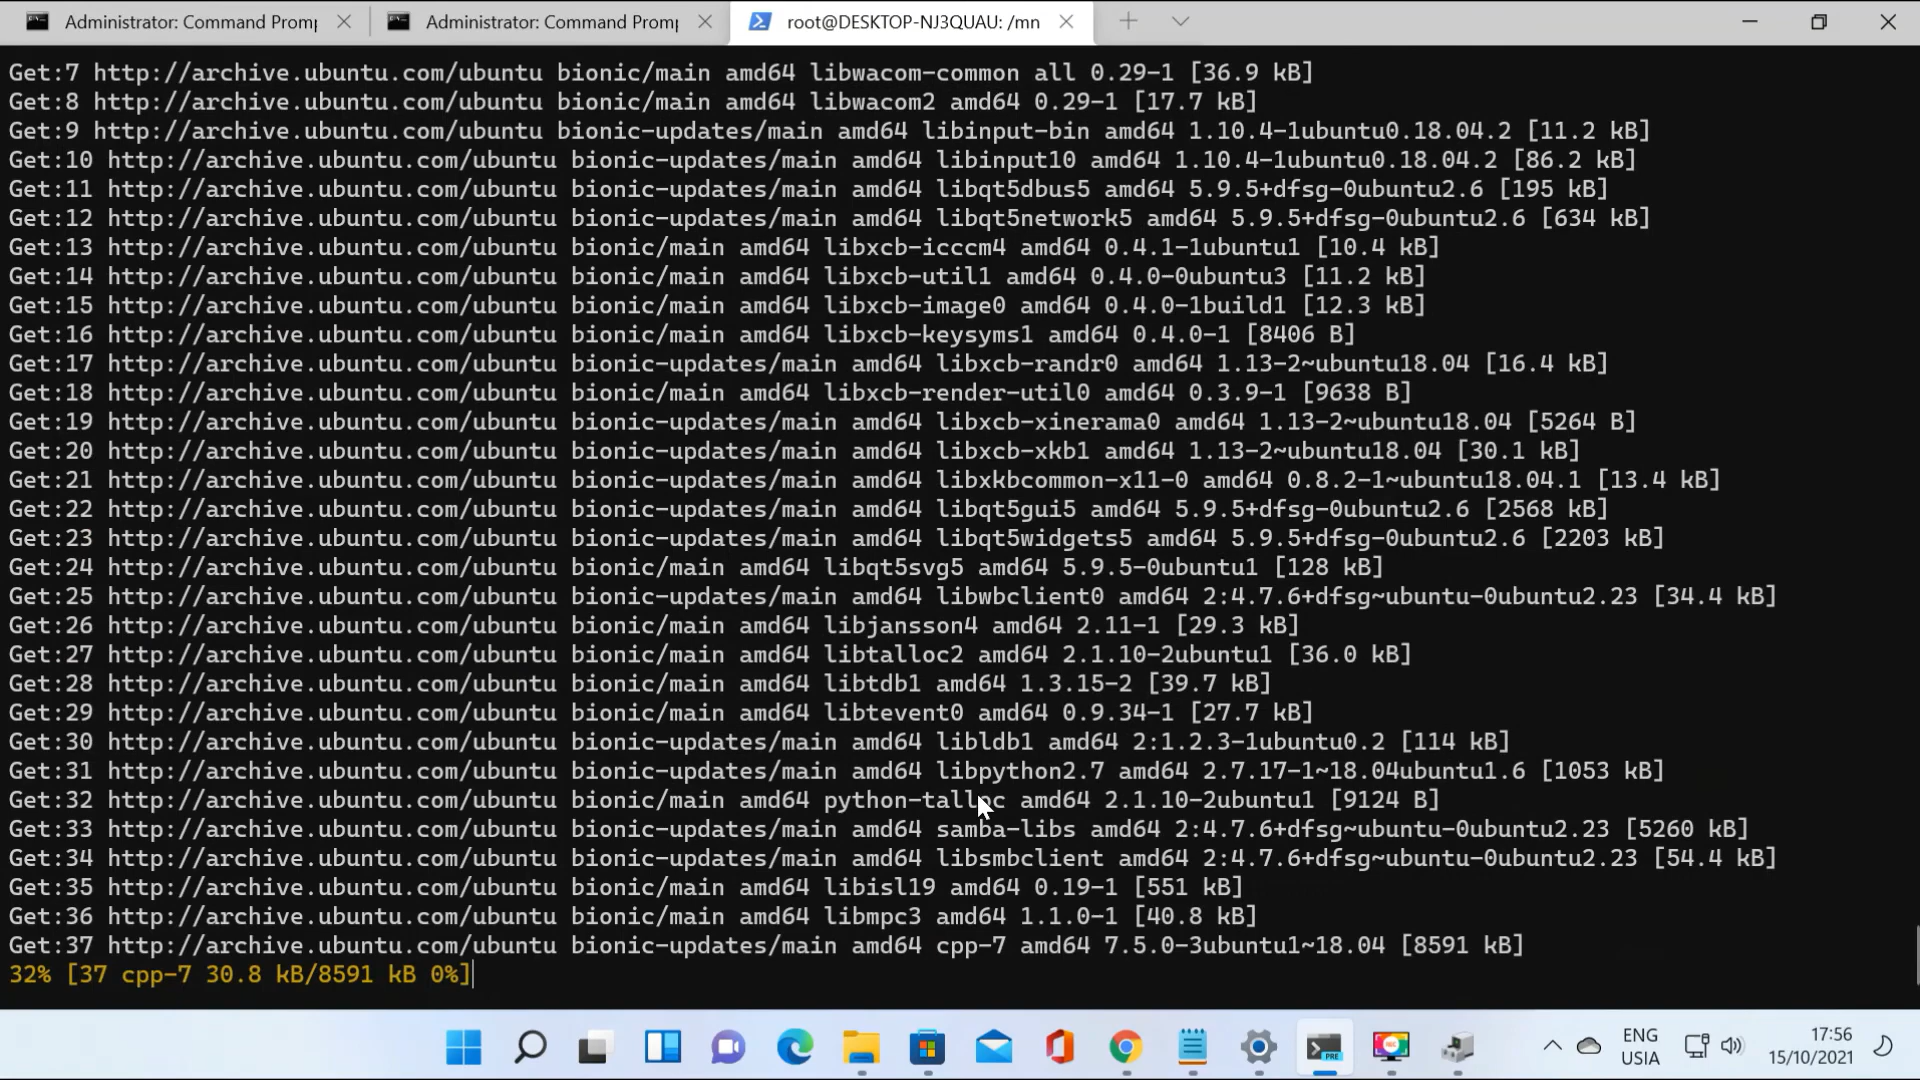 Administrator: Command Promp
Administrator: Command Promp
root@DESKTOP-NJ3QUAU: /mn
Get:7 http://archive.ubuntu.com/ubuntu bionic/main amd64 libwacom-common all 0.29-1 [36.9 kB]
Get:8 http://archive.ubuntu.com/ubuntu bionic/main amd64 libwacom2 amd64 0.29-1 [17.7 kB]
Get:9 http://archive.ubuntu.com/ubuntu bionic-updates/main amd64 libinput-bin amd64 1.10.4-1ubuntu0.18.04.2 [11.2 kB]
Get:10 http://archive.ubuntu.com/ubuntu bionic-updates/main amd64 libinput10 amd64 1.10.4-1ubuntu0.18.04.2 [86.2 kB]
Get:11 http://archive.ubuntu.com/ubuntu bionic-updates/main amd64 libqt5dbus5 amd64 5.9.5+dfsg-0ubuntu2.6 [195 kB]
Get:12 http://archive.ubuntu.com/ubuntu bionic-updates/main amd64 libqt5network5 amd64 5.9.5+dfsg-0ubuntu2.6 [634 kB]
Get:13 http://archive.ubuntu.com/ubuntu bionic/main amd64 libxcb-icccm4 amd64 0.4.1-1ubuntu1 [10.4 kB]
Get:14 http://archive.ubuntu.com/ubuntu bionic/main amd64 libxcb-util1 amd64 0.4.0-0ubuntu3 [11.2 kB]
Get:15 http://archive.ubuntu.com/ubuntu bionic/main amd64 libxcb-image0 amd64 0.4.0-1build1 [12.3 kB]
Get:16 http://archive.ubuntu.com/ubuntu bionic/main amd64 libxcb-keysyms1 amd64 0.4.0-1 [8406 B]
Get:17 http://archive.ubuntu.com/ubuntu bionic-updates/main amd64 libxcb-randr0 amd64 1.13-2~ubuntu18.04 [16.4 kB]
Get:18 http://archive.ubuntu.com/ubuntu bionic/main amd64 libxcb-render-util0 amd64 0.3.9-1 [9638 B]
Get:19 http://archive.ubuntu.com/ubuntu bionic-updates/main amd64 libxcb-xinerama0 amd64 1.13-2~ubuntu18.04 [5264 B]
Get:20 http://archive.ubuntu.com/ubuntu bionic-updates/main amd64 libxcb-xkb1 amd64 1.13-2~ubuntu18.04 [30.1 kB]
Get:21 http://archive.ubuntu.com/ubuntu bionic-updates/main amd64 libxkbcommon-x11-0 amd64 0.8.2-1~ubuntu18.04.1 [13.4 kB]
Get:22 http://archive.ubuntu.com/ubuntu bionic-updates/main amd64 libqt5gui5 amd64 5.9.5+dfsg-0ubuntu2.6 [2568 kB]
Get:23 http://archive.ubuntu.com/ubuntu bionic-updates/main amd64 libqt5widgets5 amd64 5.9.5+dfsg-0ubuntu2.6 [2203 kB]
Get:24 http://archive.ubuntu.com/ubuntu bionic/main amd64 libqt5svg5 amd64 5.9.5-0ubuntu1 [128 kB]
Get:25 http://archive.ubuntu.com/ubuntu bionic-updates/main amd64 libwbclient0 amd64 2:4.7.6+dfsg~ubuntu-0ubuntu2.23 [34.4 kB]
Get:26 http://archive.ubuntu.com/ubuntu bionic/main amd64 libjansson4 amd64 2.11-1 [29.3 kB]
Get:27 http://archive.ubuntu.com/ubuntu bionic/main amd64 libtalloc2 amd64 2.1.10-2ubuntu1 [36.0 kB]
Get:28 http://archive.ubuntu.com/ubuntu bionic/main amd64 libtdb1 amd64 1.3.15-2 [39.7 kB]
Get:29 http://archive.ubuntu.com/ubuntu bionic/main amd64 libtevent0 amd64 0.9.34-1 [27.7 kB]
Get:30 http://archive.ubuntu.com/ubuntu bionic-updates/main amd64 libldb1 amd64 2:1.2.3-1ubuntu0.2 [114 kB]
Get:31 http://archive.ubuntu.com/ubuntu bionic-updates/main amd64 libpython2.7 amd64 2.7.17-1~18.04ubuntu1.6 [1053 kB]
Get:32 http://archive.ubuntu.com/ubuntu bionic/main amd64 python-talloc amd64 2.1.10-2ubuntu1 [9124 B]
Get:33 http://archive.ubuntu.com/ubuntu bionic-updates/main amd64 samba-libs amd64 2:4.7.6+dfsg~ubuntu-0ubuntu2.23 [5260 kB]
Get:34 http://archive.ubuntu.com/ubuntu bionic-updates/main amd64 libsmbclient amd64 2:4.7.6+dfsg~ubuntu-0ubuntu2.23 [54.4 kB]
Get:35 http://archive.ubuntu.com/ubuntu bionic/main amd64 libisl19 amd64 0.19-1 [551 kB]
Get:36 http://archive.ubuntu.com/ubuntu bionic/main amd64 libmpc3 amd64 1.1.0-1 [40.8 kB]
Get:37 http://archive.ubuntu.com/ubuntu bionic-updates/main amd64 cpp-7 amd64 7.5.0-3ubuntu1~18.04 [8591 kB]
32% [37 cpp-7 30.8 kB/8591 kB 0%]
PRE
REC
ENG
USIA
17:56
15/10/2021